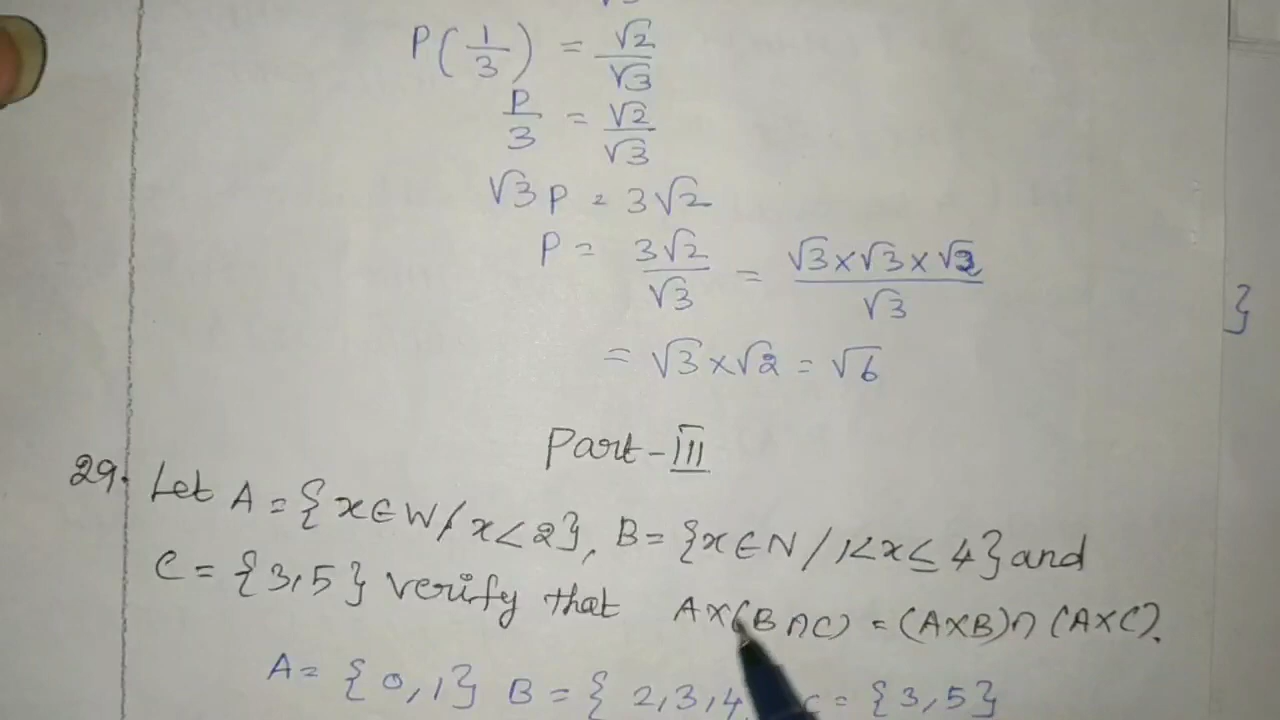 P(1/3) = √2/√3
P/3 = √2/√3
√3 P = 3√2
P = 3√2/√3 = √3×√3×√2/√3
= √3×√2 = √6
}
Part-III
29. Let A = {x∈W/x<2}, B = {x∈N/1<x≤4} and
C = {3,5} verify that A×(B∩C) = (A×B)∩(A×C).
A = {0,1} B = {2,3,4 C = {3,5}